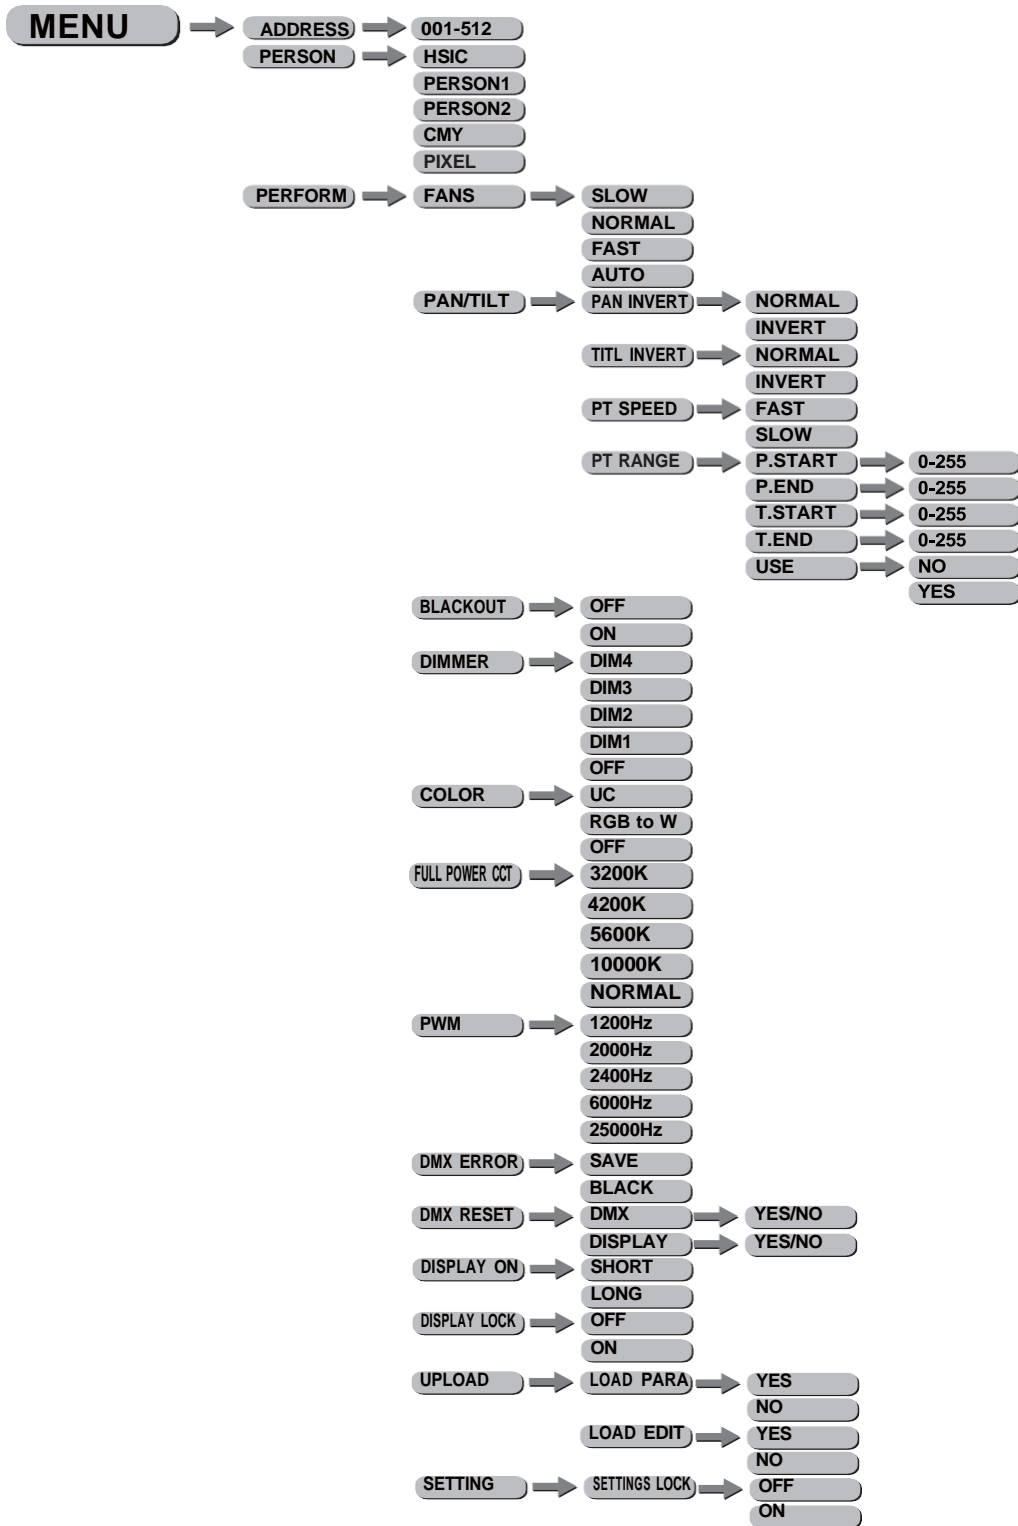 MENU ADDRESS 001-512
PERSON HSIC
PERSON1
PERSON2
CMY
PIXEL
PERFORM FANS SLOW
NORMAL
FAST
AUTO
PAN/TILT PAN INVERT NORMAL
INVERT
TITL INVERT NORMAL
INVERT
PT SPEED FAST
SLOW
PT RANGE P.START 0-255
P.END 0-255
T.START 0-255
T.END 0-255
USE NO
YES
BLACKOUT OFF
ON
DIMMER DIM4
DIM3
DIM2
DIM1
OFF
COLOR UC
RGB to W
OFF
FULL POWER CCT 3200K
4200K
5600K
10000K
NORMAL
PWM 1200Hz
2000Hz
2400Hz
6000Hz
25000Hz
DMX ERROR SAVE
BLACK
DMX RESET DMX YES/NO
DISPLAY YES/NO
DISPLAY ON SHORT
LONG
DISPLAY LOCK OFF
ON
UPLOAD LOAD PARA YES
NO
LOAD EDIT YES
NO
SETTING SETTINGS LOCK OFF
ON